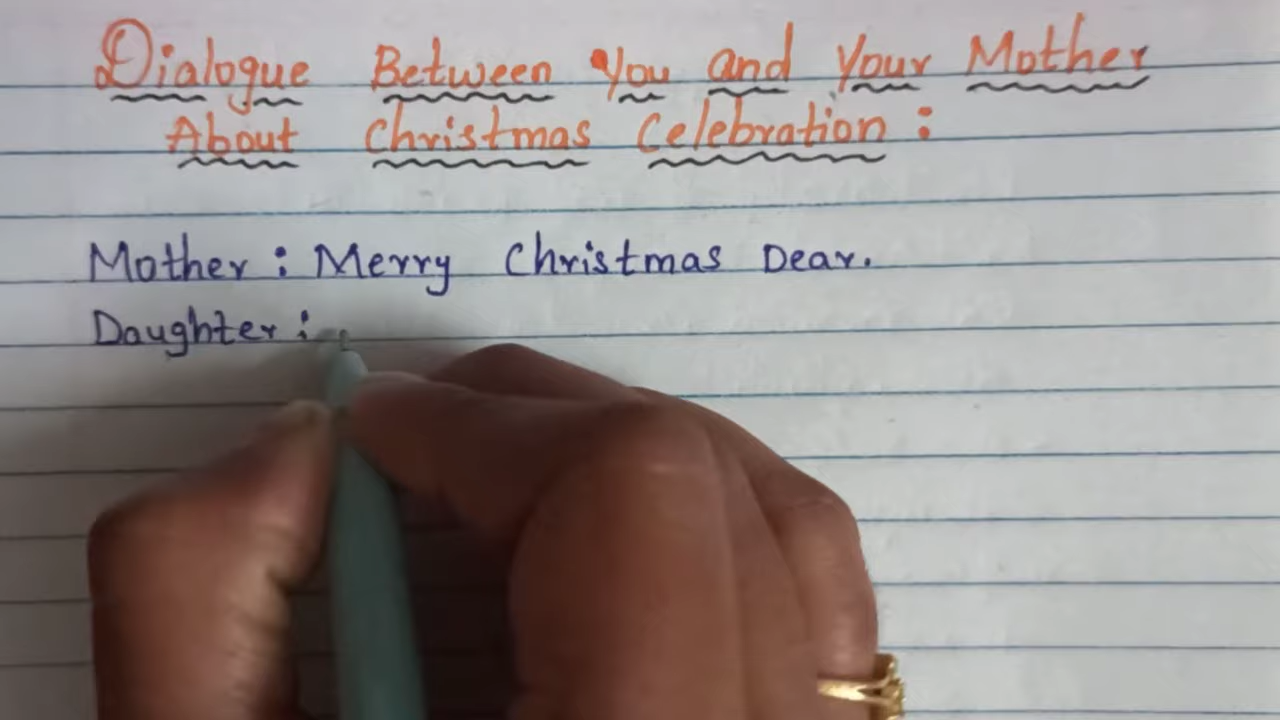 Dialogue Between You and Your Mother
About Christmas Celebration :
Mother : Merry Christmas Dear.
Daughter :